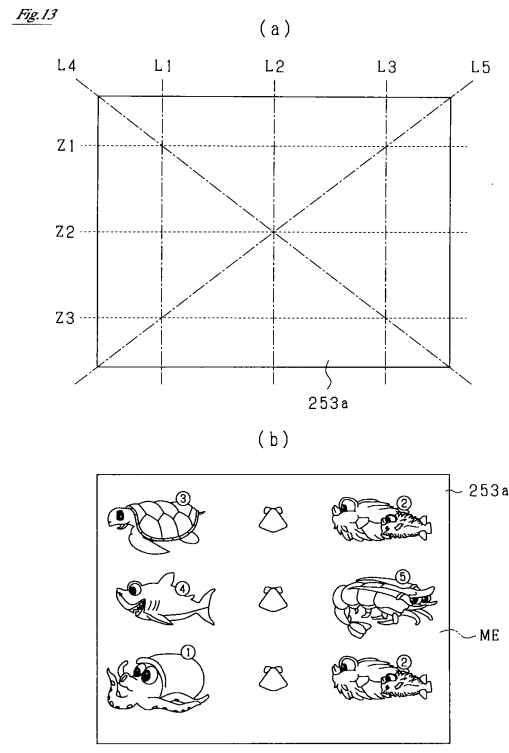 Fig.13
(a)
L4 L1 L2 L3 L5
Z1
Z2
Z3
253a
(b)
253a
③ ②
④ ⑤
ME
① ②